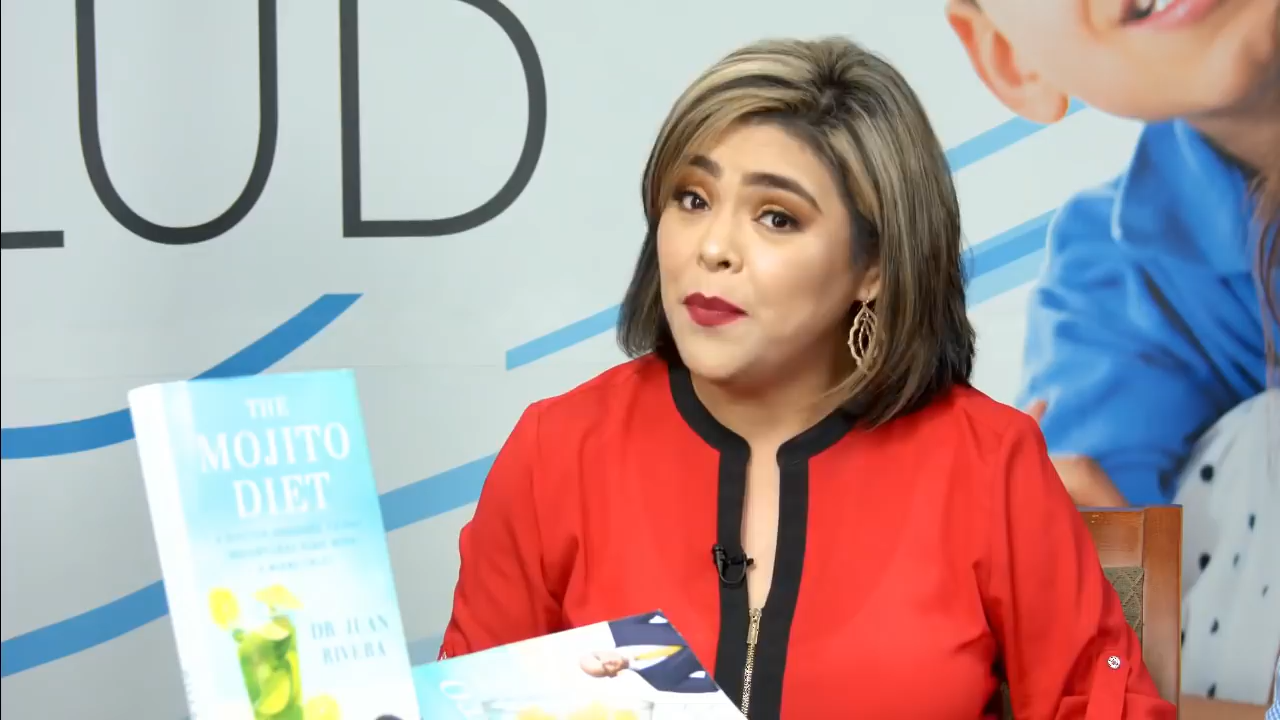 LUD
THE
MOJITO
DIET
DR. JUAN
RIVERA